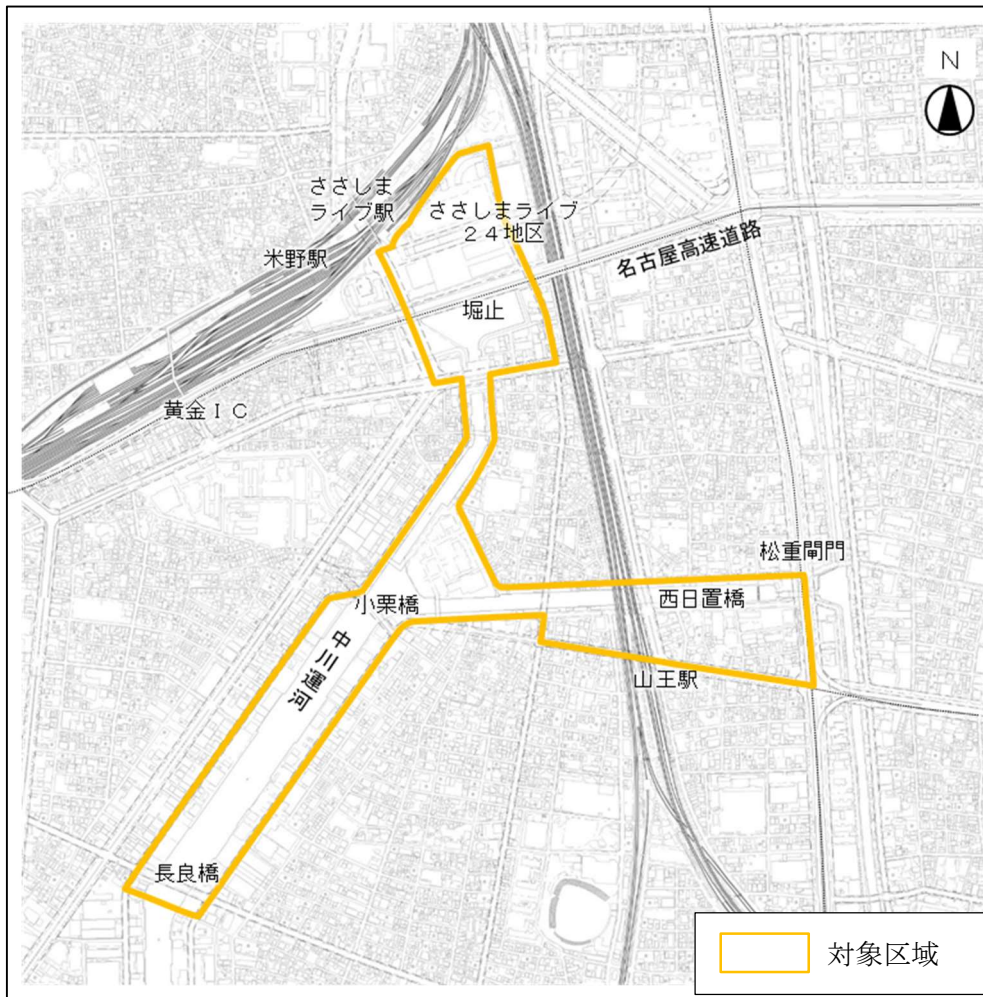 N
ささしま
ライブ駅
ささしまライブ
２４地区
米野駅
名古屋高速道路
堀止
黄金ＩＣ
松重閘門
西日置橋
小栗橋
中川運河
山王駅
長良橋
対象区域